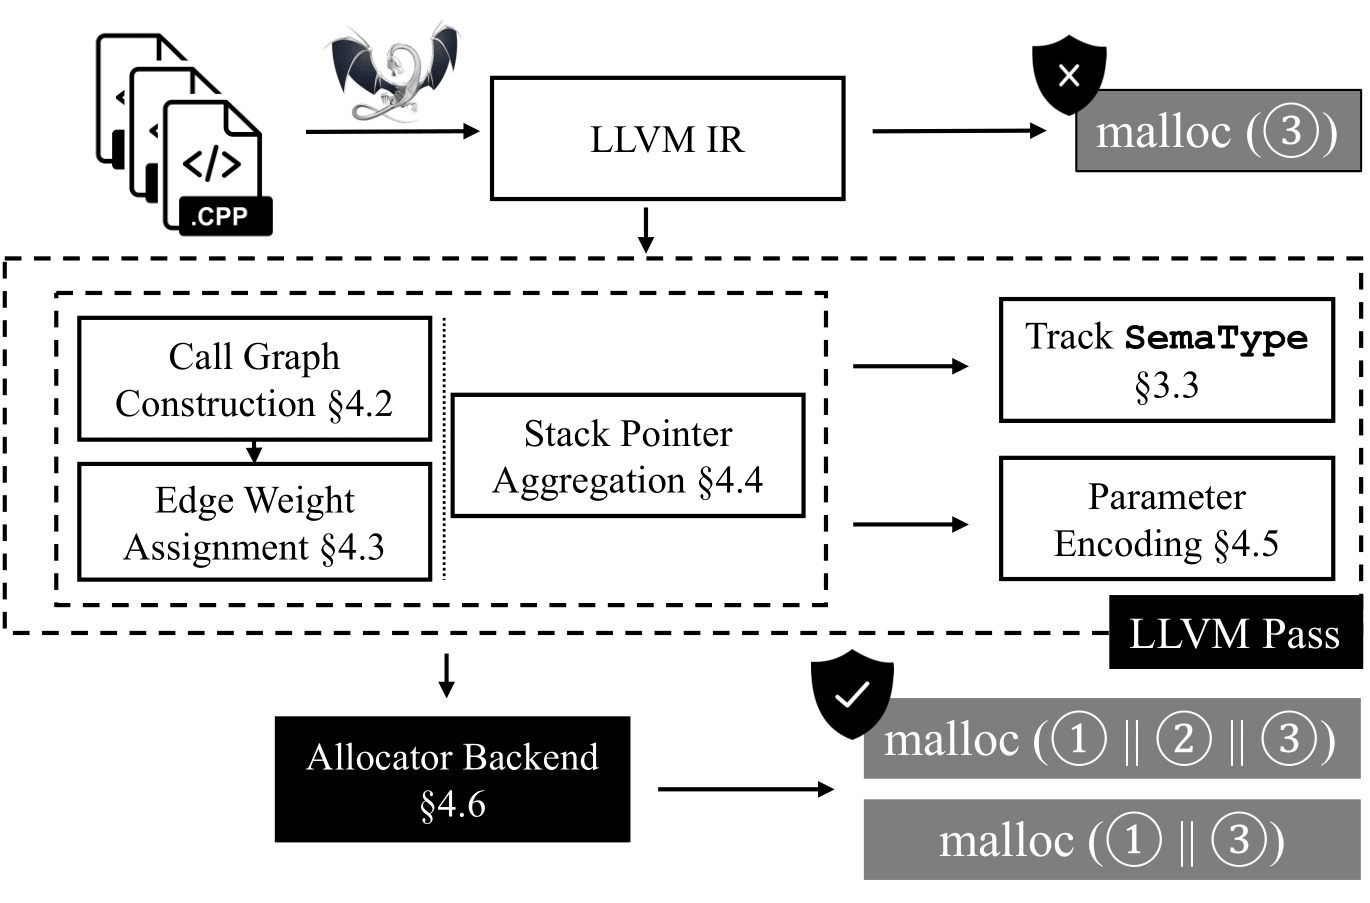 </>
.CPP
LLVM IR
malloc (③)
Call Graph
Construction §4.2
Edge Weight
Assignment §4.3
Stack Pointer
Aggregation §4.4
Track SemaType
§3.3
Parameter
Encoding §4.5
LLVM Pass
Allocator Backend
§4.6
malloc (① || ② || ③)
malloc (① || ③)